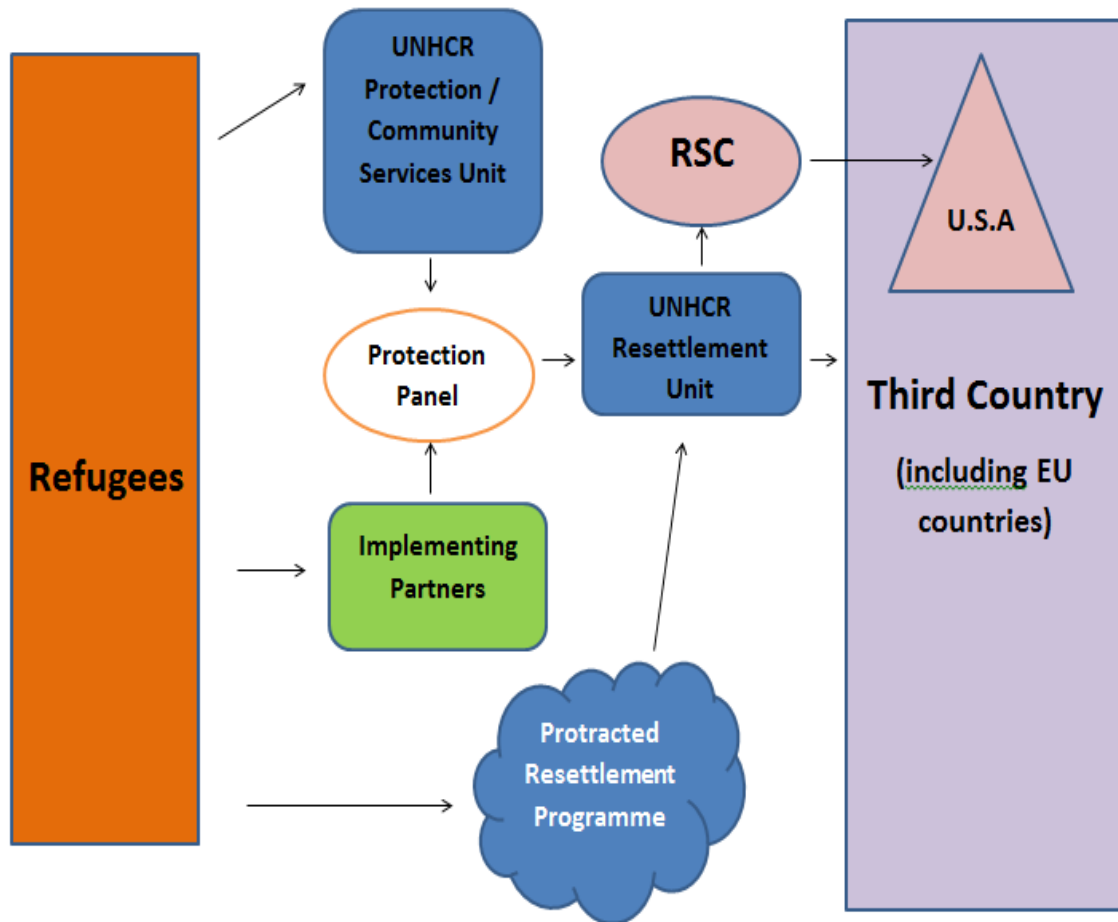 Refugees
UNHCR
Protection /
Community
Services Unit
Protection
Panel
Implementing
Partners
Protracted
Resettlement
Programme
RSC
UNHCR
Resettlement
Unit
U.S.A
Third Country
(including EU
countries)